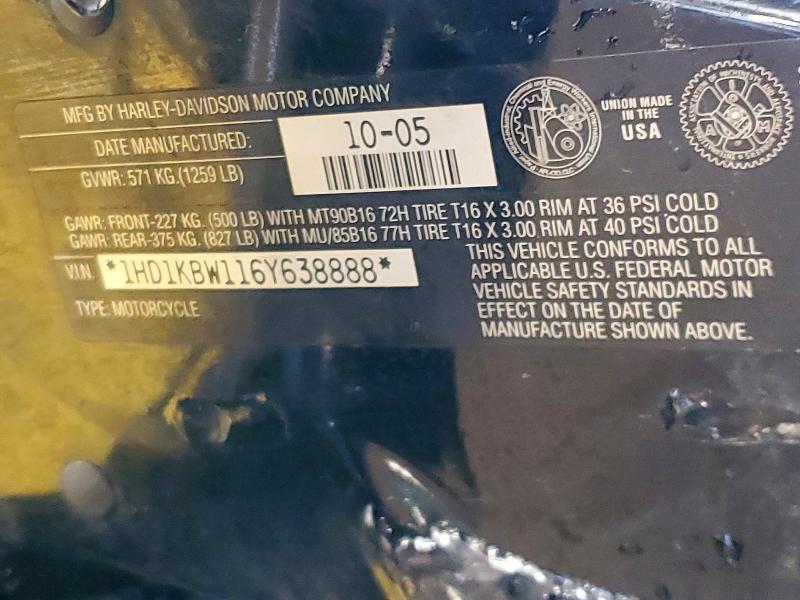 MFG BY HARLEY-DAVIDSON MOTOR COMPANY
DATE MANUFACTURED:
10-05
GVWR: 571 KG.(1259 LB)
UNION MADE
IN THE
USA
GAWR: FRONT-227 KG. (500 LB) WITH MT90B16 72H TIRE T16 X 3.00 RIM AT 36 PSI COLD
GAWR: REAR-375 KG. (827 LB) WITH MU/85B16 77H TIRE T16 X 3.00 RIM AT 40 PSI COLD
V.I.N. *1HD1KBW116Y638888*
TYPE: MOTORCYCLE
THIS VEHICLE CONFORMS TO ALL
APPLICABLE U.S. FEDERAL MOTOR
VEHICLE SAFETY STANDARDS IN
EFFECT ON THE DATE OF
MANUFACTURE SHOWN ABOVE.